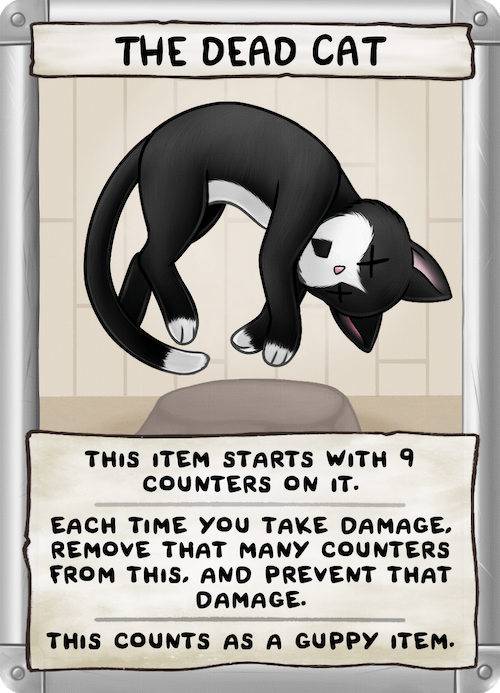 THE DEAD CAT
THIS ITEM STARTS WITH 9
COUNTERS ON IT.
EACH TIME YOU TAKE DAMAGE,
REMOVE THAT MANY COUNTERS
FROM THIS, AND PREVENT THAT
DAMAGE.
THIS COUNTS AS A GUPPY ITEM.